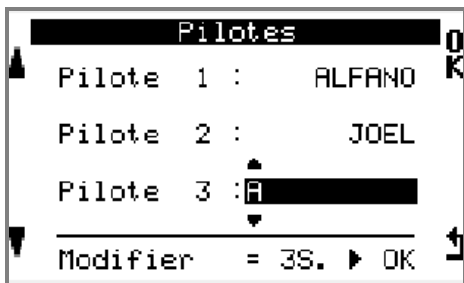 Pilotes
OK
Pilote 1 : ALFANO
Pilote 2 : JOEL
Pilote 3 : A
Modifier = 3S. ▶ OK